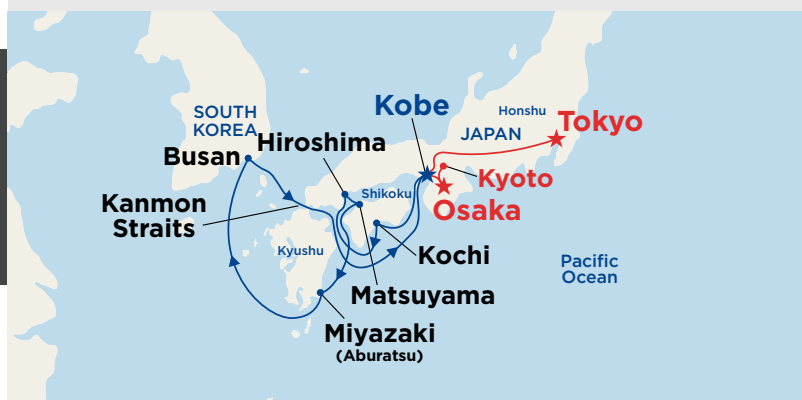 SOUTH
KOREA
Busan
Hiroshima
Kobe
Honshu
JAPAN
Tokyo
Kyoto
Osaka
Shikoku
Kanmon
Straits
Kyushu
Kochi
Pacific
Ocean
Matsuyama
Miyazaki
(Aburatsu)